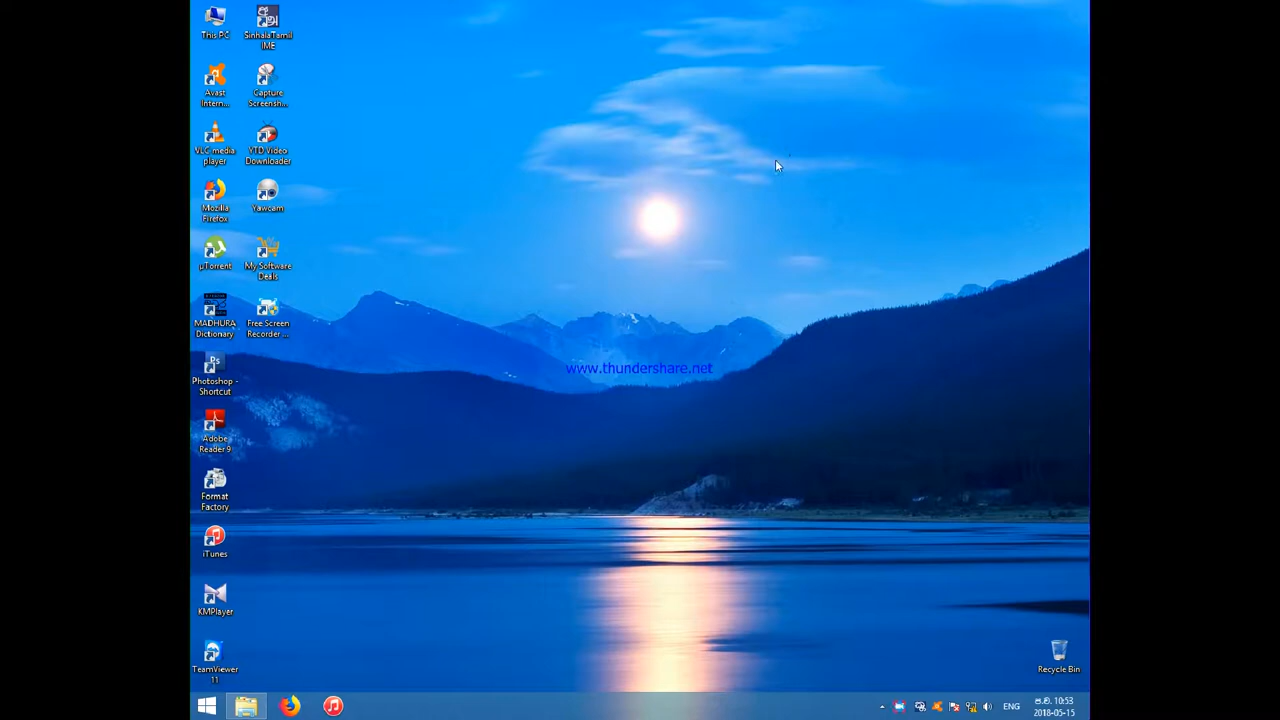 This PC
SinhalaTamil
IME
Avast
Intern...
Capture
Screensh...
VLC media
player
YTD Video
Downloader
Mozilla
Firefox
Yawcam
µTorrent
My Software
Deals
MADHURA
Dictionary
Free Screen
Recorder ...
Ps
Photoshop -
Shortcut
Adobe
Reader 9
Format
Factory
iTunes
KMPlayer
TeamViewer
11
www.thundershare.net
Recycle Bin
ENG
පෙ.ව. 10:53
2018-05-15